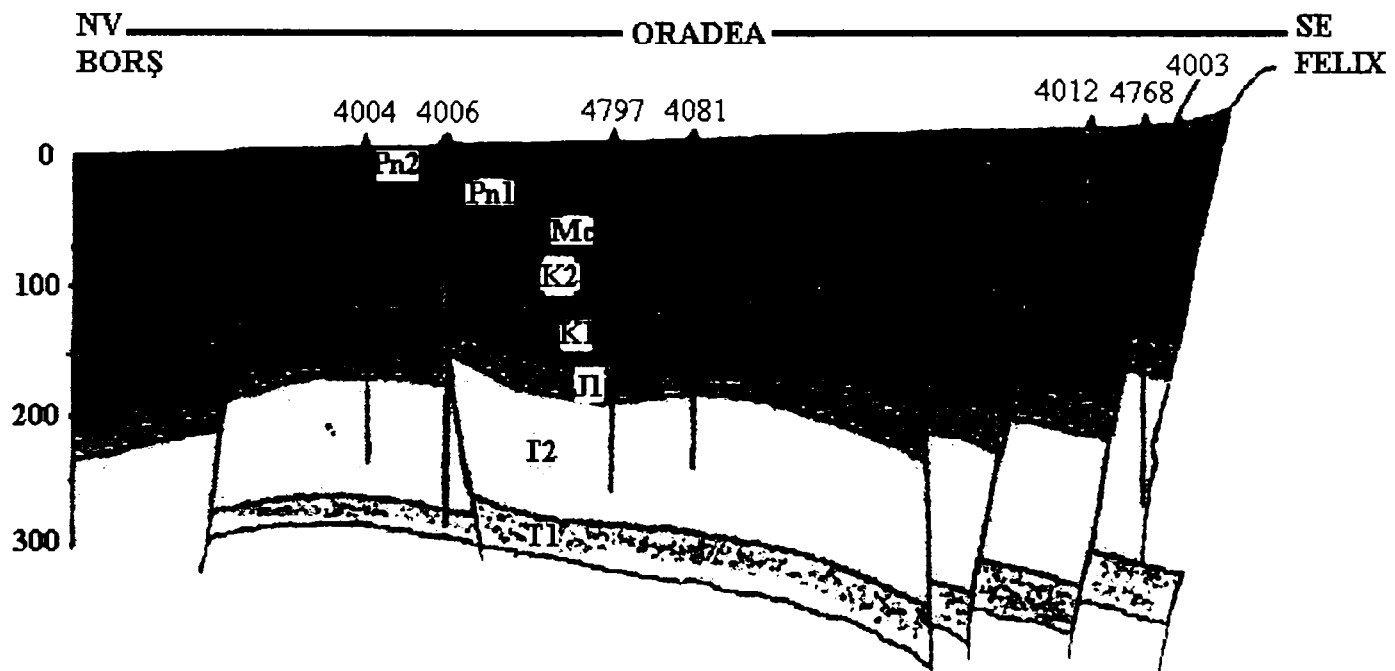 NV ORADEA SE
BORŞ FELIX
4003
4012 4768
4004 4006 4797 4081
0
Pn2
Pn1
Mc
K2
100
K1
J1
200
T2
300
T1